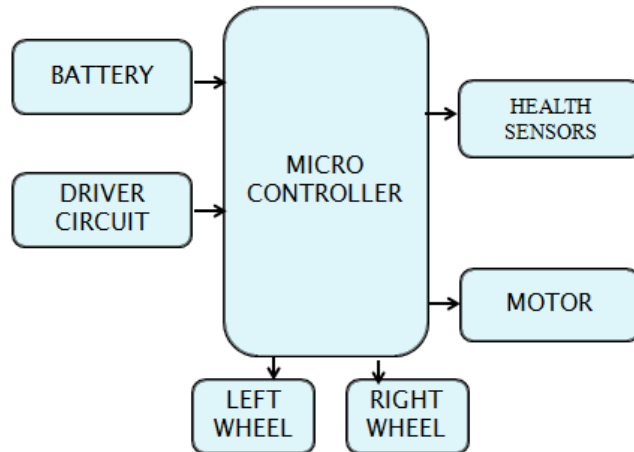 BATTERY
DRIVER
CIRCUIT
MICRO
CONTROLLER
HEALTH
SENSORS
MOTOR
LEFT
WHEEL
RIGHT
WHEEL